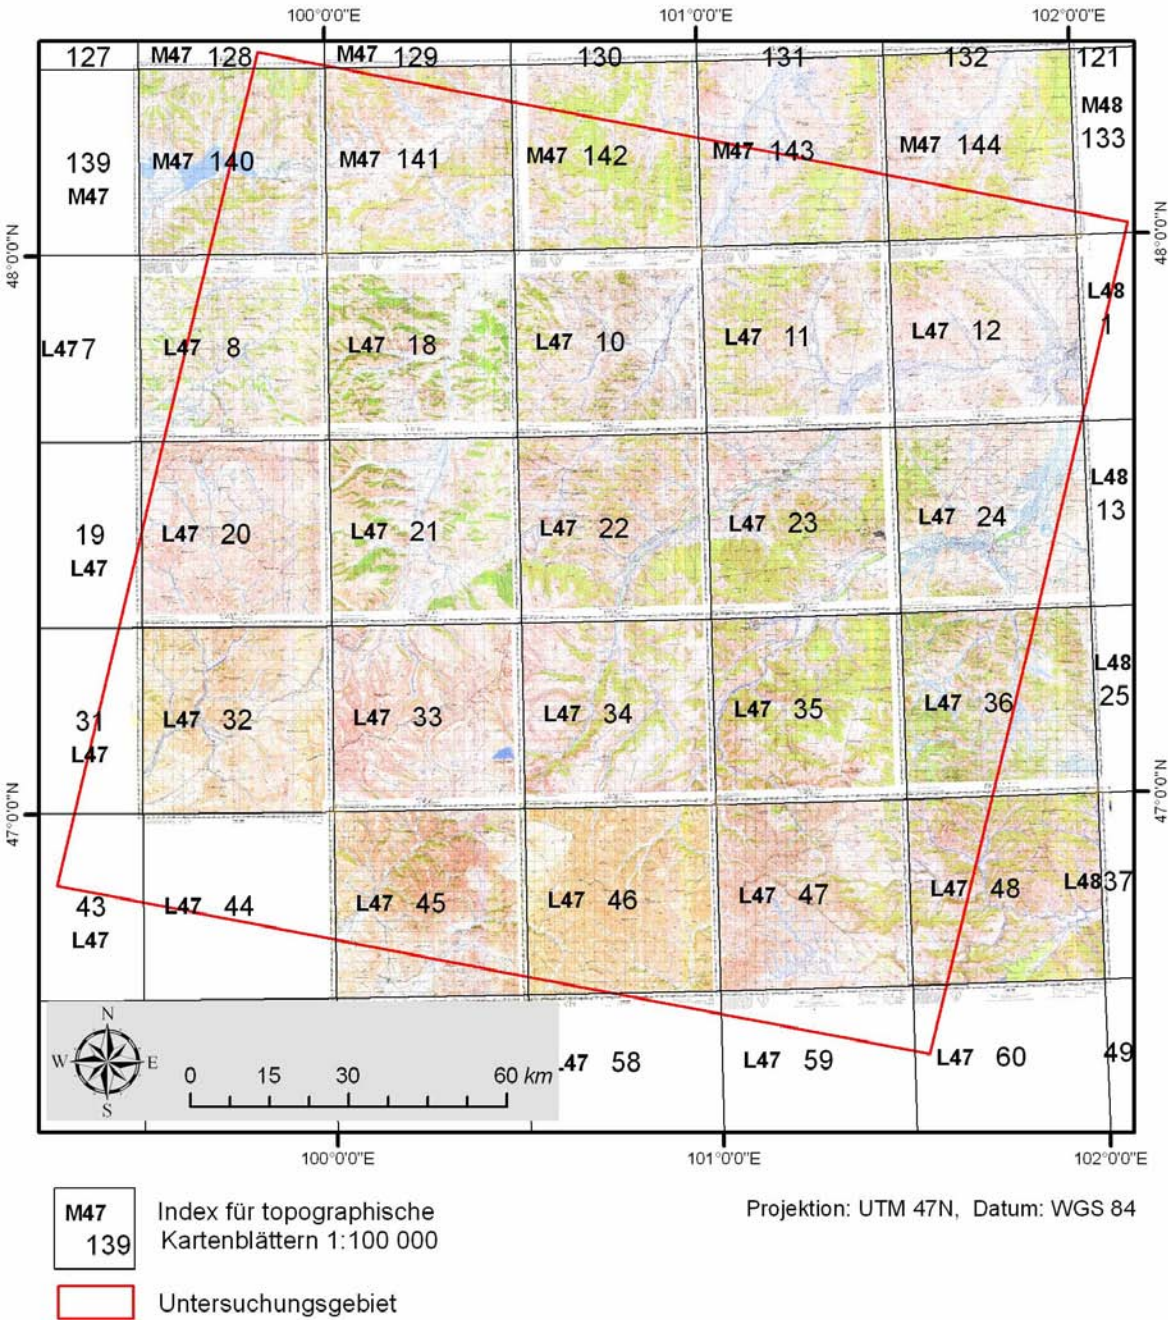 100°0'0"E 101°0'0"E 102°0'0"E
127 M47 128 M47 129 130 131 132 121
M48
133
139
M47
M47 140 M47 141 M47 142 M47 143 M47 144
48°0'0"N 48°0'0"N
L47 7 L47 8 L47 18 L47 10 L47 11 L47 12
L48
1
19
L47
L47 20 L47 21 L47 22 L47 23 L47 24
L48
13
31
L47
L47 32 L47 33 L47 34 L47 35 L47 36
L48
25
47°0'0"N 47°0'0"N
43
L47
L47 44 L47 45 L47 46 L47 47 L47 48 L48 37
.47 58 L47 59 L47 60 49
N
W E
S
0 15 30 60 km
100°0'0"E 101°0'0"E 102°0'0"E
M47
139
Index für topographische
Kartenblättern 1:100 000
Projektion: UTM 47N, Datum: WGS 84
Untersuchungsgebiet